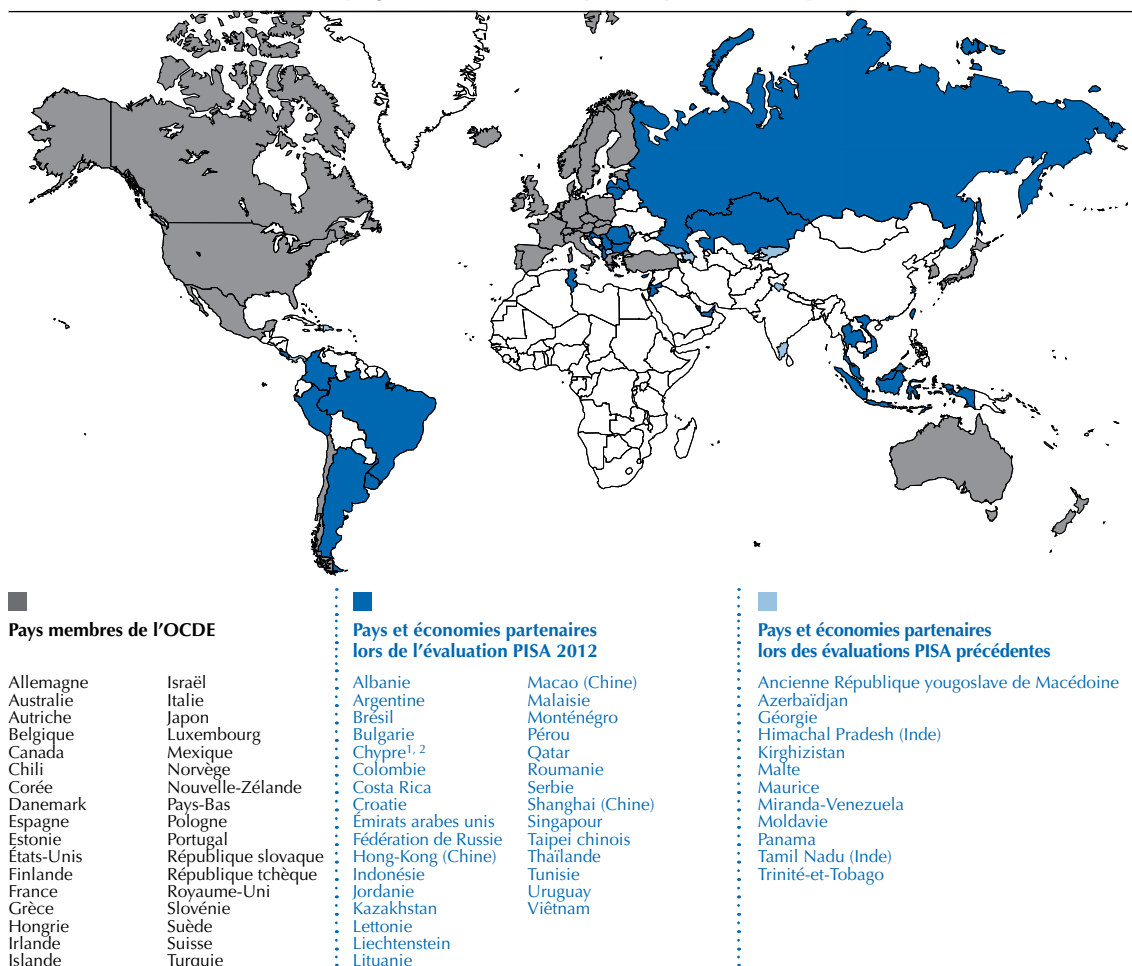 Pays membres de l'OCDE
Allemagne
Australie
Autriche
Belgique
Canada
Chili
Corée
Danemark
Espagne
Estonie
États-Unis
Finlande
France
Grèce
Hongrie
Irlande
Islande
Israël
Italie
Japon
Luxembourg
Mexique
Norvège
Nouvelle-Zélande
Pays-Bas
Pologne
Portugal
République slovaque
République tchèque
Royaume-Uni
Slovénie
Suède
Suisse
Turquie
Pays et économies partenaires
lors de l'évaluation PISA 2012
Albanie
Argentine
Brésil
Bulgarie
Chypre1, 2
Colombie
Costa Rica
Croatie
Émirats arabes unis
Fédération de Russie
Hong-Kong (Chine)
Indonésie
Jordanie
Kazakhstan
Lettonie
Liechtenstein
Lituanie
Macao (Chine)
Malaisie
Monténégro
Pérou
Qatar
Roumanie
Serbie
Shanghai (Chine)
Singapour
Taipei chinois
Thaïlande
Tunisie
Uruguay
Viêtnam
Pays et économies partenaires
lors des évaluations PISA précédentes
Ancienne République yougoslave de Macédoine
Azerbaïdjan
Géorgie
Himachal Pradesh (Inde)
Kirghizistan
Malte
Maurice
Miranda-Venezuela
Moldavie
Panama
Tamil Nadu (Inde)
Trinité-et-Tobago